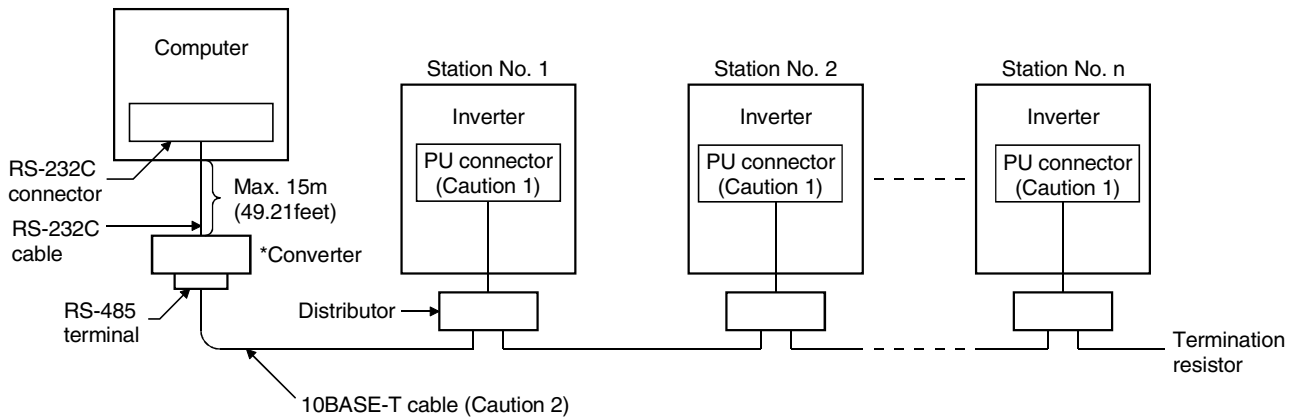 Computer
Station No. 1
Station No. 2
Station No. n
Inverter
Inverter
Inverter
PU connector
(Caution 1)
PU connector
(Caution 1)
PU connector
(Caution 1)
RS-232C
connector
Max. 15m
(49.21feet)
RS-232C
cable
*Converter
RS-485
terminal
Distributor
Termination
resistor
10BASE-T cable (Caution 2)